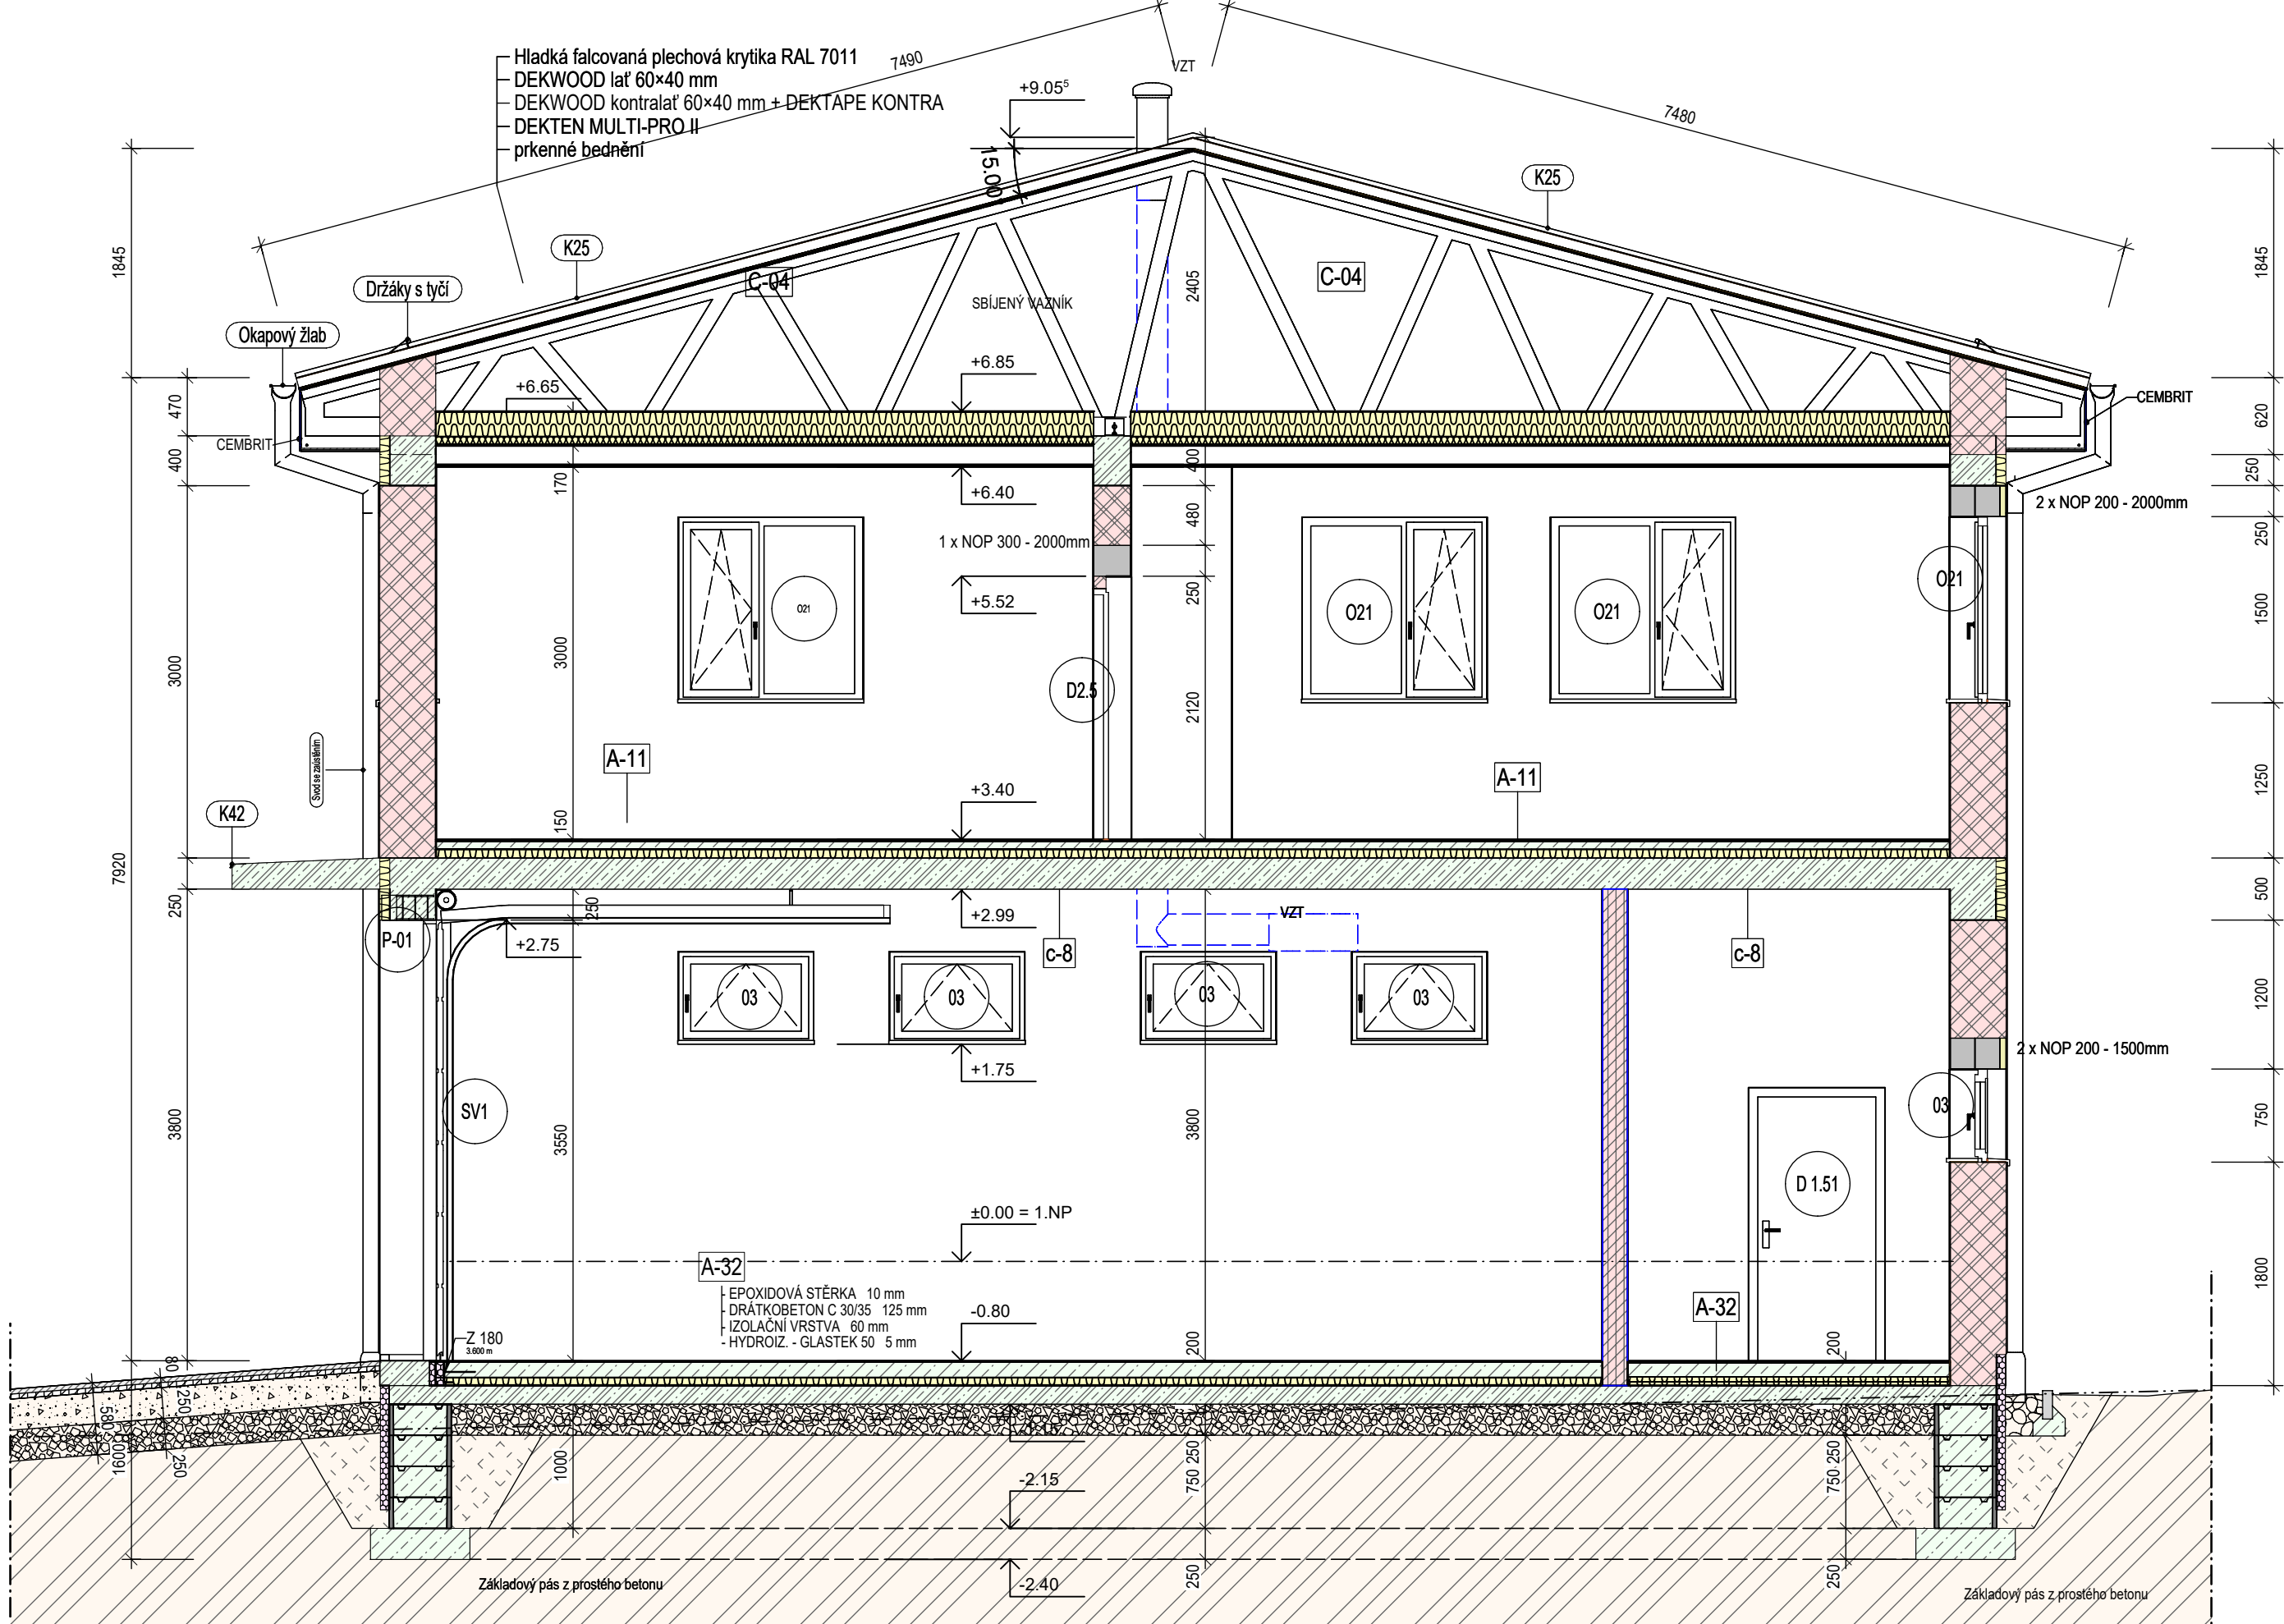 7490
VZT
7480
Hladká falcovaná plechová krytika RAL 7011
DEKWOOD lať 60×40 mm
DEKWOOD kontralať 60×40 mm + DEKTAPE KONTRA
DEKTEN MULTI-PRO II
prkenné bednění
+9.05⁵
15.00
K25
K25
1845
1845
C-04
C-04
2405
Držáky s tyčí
SBÍJENÝ VAZNÍK
Okapový žlab
+6.85
+6.65
470
620
CEMBRIT
CEMBRIT
400
400
250
170
+6.40
2 x NOP 200 - 2000mm
480
250
1 x NOP 300 - 2000mm
+5.52
250
O21
O21
O21
O21
1500
3000
3000
D2.5
2120
Svod se zaústěním
A-11
A-11
1250
+3.40
150
K42
7920
250
250
+2.99
VZT
500
P-01
+2.75
c-8
c-8
03
03
03
03
1200
2 x NOP 200 - 1500mm
+1.75
SV1
3800
3550
3800
03
750
D 1.51
±0.00 = 1.NP
A-32
EPOXIDOVÁ STĚRKA 10 mm
- DRÁTKOBETON C 30/35 125 mm
- IZOLAČNÍ VRSTVA 60 mm
- HYDROIZ. - GLASTEK 50 5 mm
-0.80
A-32
1800
Z 180
3.600 m
200
200
80
250
580
250
1600
-1.15
1000
-2.15
750 250
750 250
-2.40
250
250
Základový pás z prostého betonu
Základový pás z prostého betonu